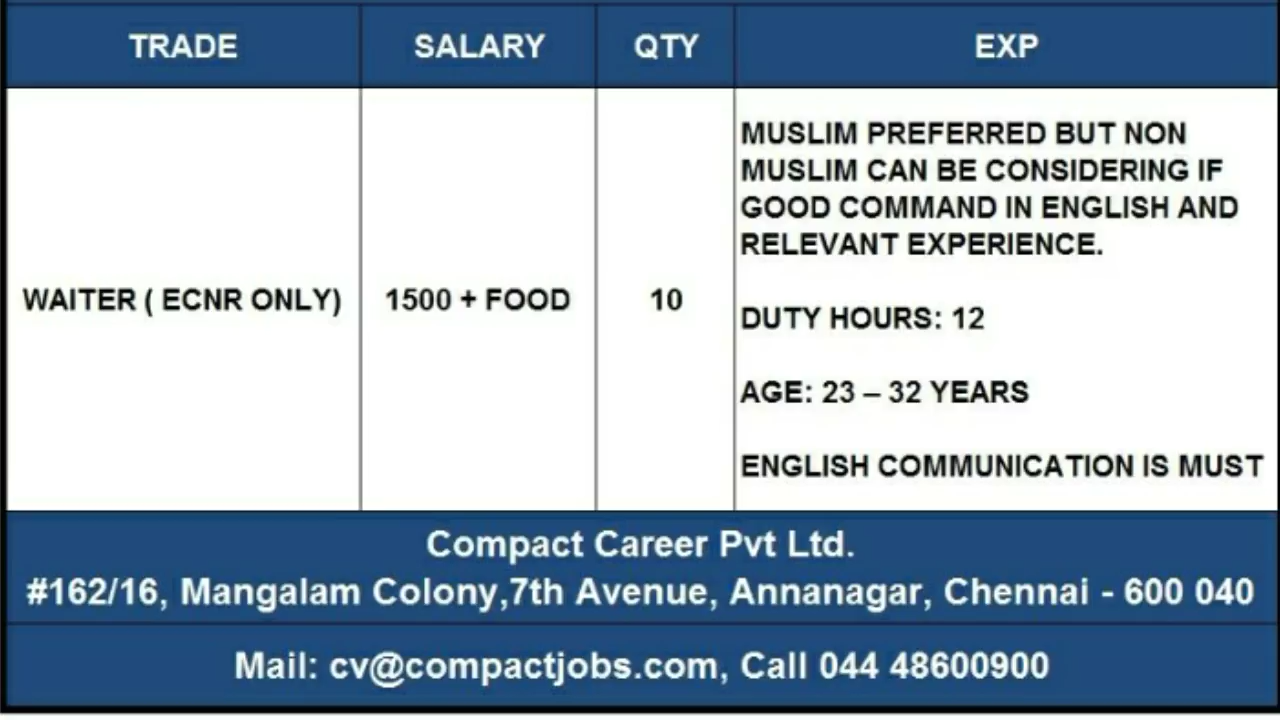 TRADE SALARY QTY EXP
WAITER ( ECNR ONLY) 1500 + FOOD 10
MUSLIM PREFERRED BUT NON
MUSLIM CAN BE CONSIDERING IF
GOOD COMMAND IN ENGLISH AND
RELEVANT EXPERIENCE.
DUTY HOURS: 12
AGE: 23 – 32 YEARS
ENGLISH COMMUNICATION IS MUST
Compact Career Pvt Ltd.
#162/16, Mangalam Colony,7th Avenue, Annanagar, Chennai - 600 040
Mail: cv@compactjobs.com, Call 044 48600900